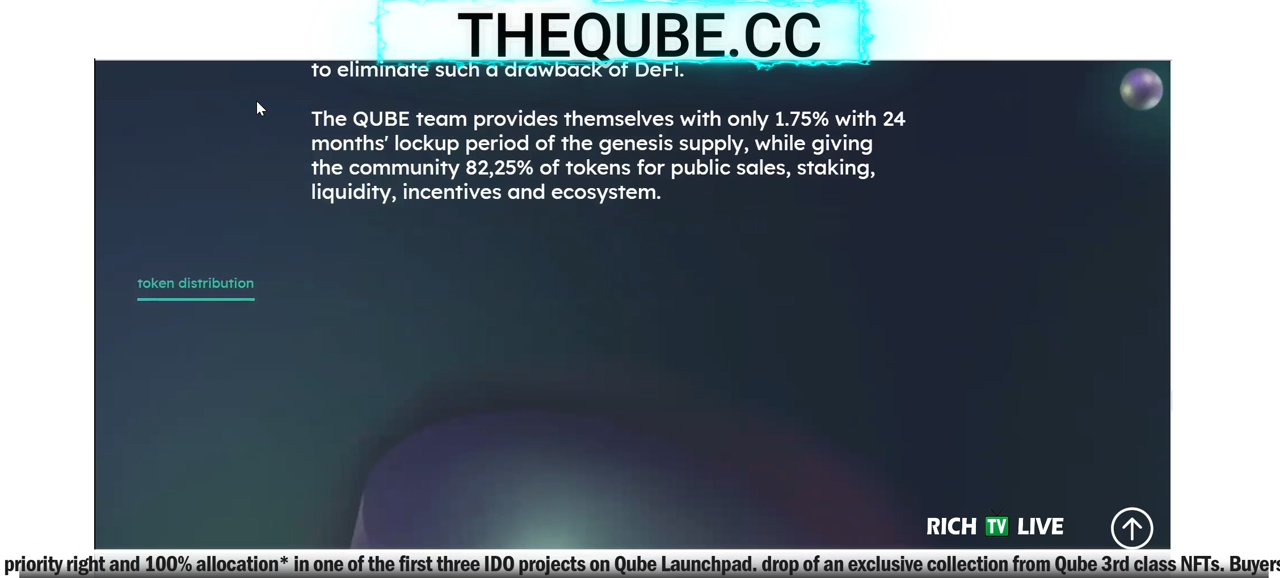 THEQUBE.CC
to eliminate such a drawback of DeFi.
The QUBE team provides themselves with only 1.75% with 24
months' lockup period of the genesis supply, while giving
the community 82,25% of tokens for public sales, staking,
liquidity, incentives and ecosystem.
token distribution
RICH TV LIVE
priority right and 100% allocation* in one of the first three IDO projects on Qube Launchpad. drop of an exclusive collection from Qube 3rd class NFTs. Buyers